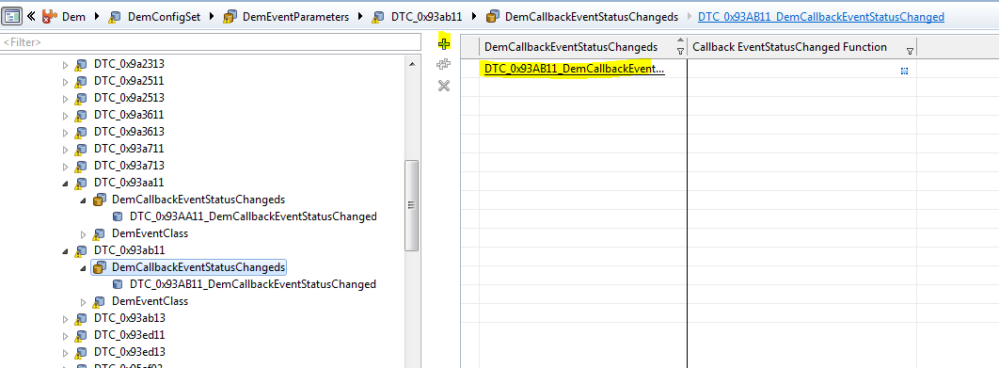 Dem DemConfigSet DemEventParameters DTC_0x93ab11 DemCallbackEventStatusChangeds DTC_0x93AB11_DemCallbackEventStatusChanged
<Filter>
DTC_0x9a2313
DTC_0x9a2511
DTC_0x9a2513
DTC_0x9a3611
DTC_0x9a3613
DTC_0x93a711
DTC_0x93a713
DTC_0x93aa11
DemCallbackEventStatusChangeds
DTC_0x93AA11_DemCallbackEventStatusChanged
DemEventClass
DTC_0x93ab11
DemCallbackEventStatusChangeds
DTC_0x93AB11_DemCallbackEventStatusChanged
DemEventClass
DTC_0x93ab13
DTC_0x93ed11
DTC_0x93ed13
DemCallbackEventStatusChangeds Callback EventStatusChanged Function
DTC_0x93AB11_DemCallbackEvent...